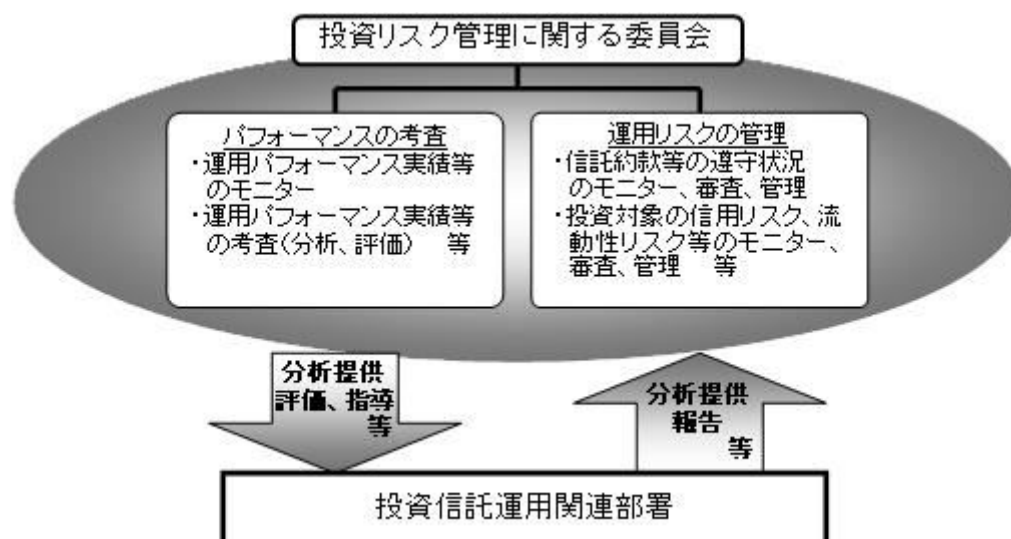 投資リスク管理に関する委員会
パフォーマンスの考査
・運用パフォーマンス実績等
のモニター
・運用パフォーマンス実績等
の考査(分析、評価) 等
運用リスクの管理
・信託約款等の遵守状況
のモニター、審査、管理
・投資対象の信用リスク、流
動性リスク等のモニター、
審査、管理 等
分析提供
評価、指導
等
分析提供
報告
等
投資信託運用関連部署